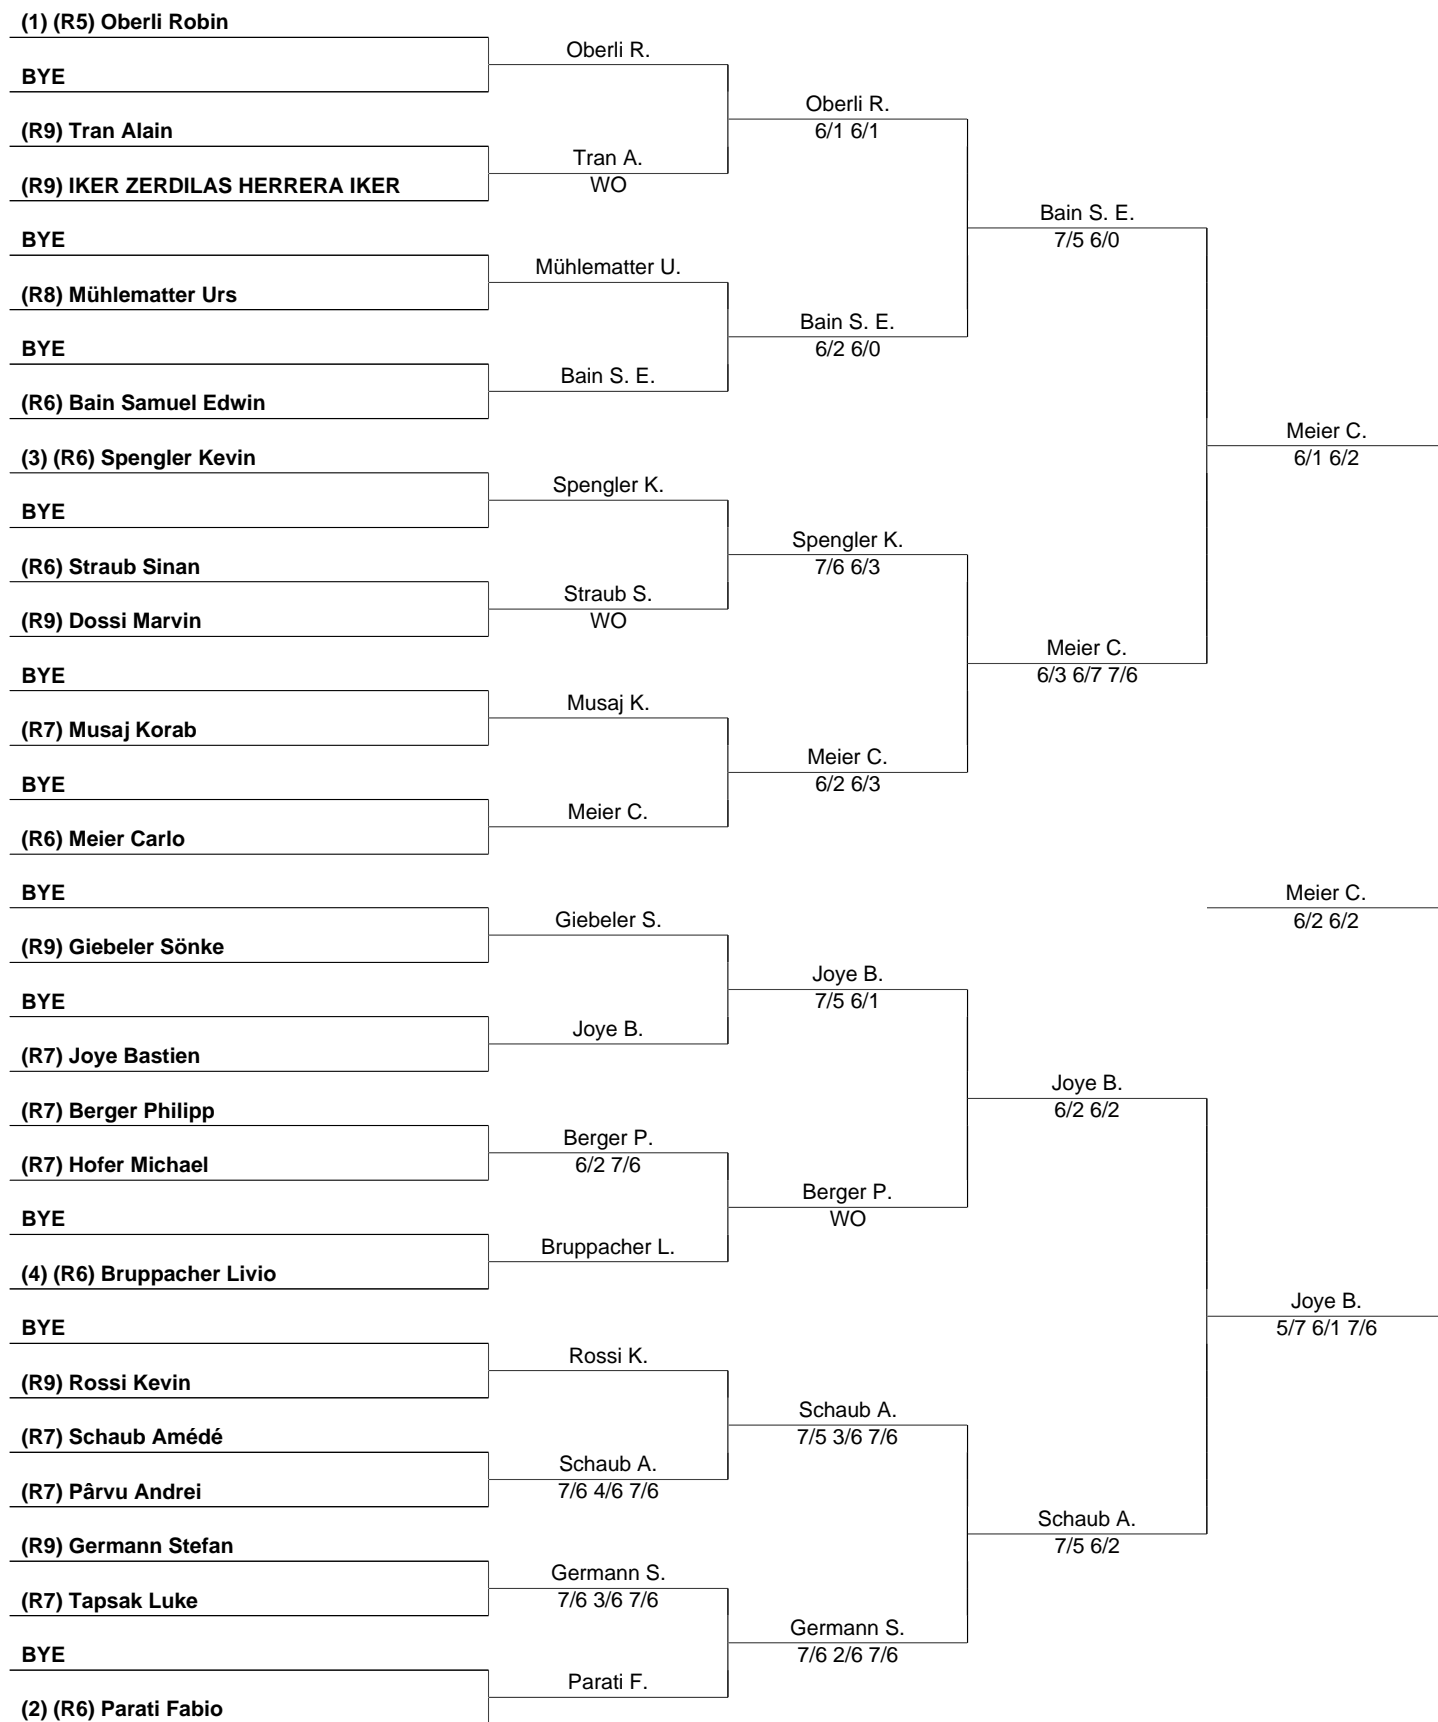 (1) (R5) Oberli Robin
BYE
(R9) Tran Alain
(R9) IKER ZERDILAS HERRERA IKER
BYE
(R8) Mühlematter Urs
BYE
(R6) Bain Samuel Edwin
(3) (R6) Spengler Kevin
BYE
(R6) Straub Sinan
(R9) Dossi Marvin
BYE
(R7) Musaj Korab
BYE
(R6) Meier Carlo
BYE
(R9) Giebeler Sönke
BYE
(R7) Joye Bastien
(R7) Berger Philipp
(R7) Hofer Michael
BYE
(4) (R6) Bruppacher Livio
BYE
(R9) Rossi Kevin
(R7) Schaub Amédé
(R7) Pârvu Andrei
(R9) Germann Stefan
(R7) Tapsak Luke
BYE
(2) (R6) Parati Fabio
Oberli R.
Tran A.
WO
Mühlematter U.
Bain S. E.
Spengler K.
Straub S.
WO
Musaj K.
Meier C.
Giebeler S.
Joye B.
Berger P.
6/2 7/6
Bruppacher L.
Rossi K.
Schaub A.
7/6 4/6 7/6
Germann S.
7/6 3/6 7/6
Parati F.
Oberli R.
6/1 6/1
Bain S. E.
6/2 6/0
Spengler K.
7/6 6/3
Meier C.
6/2 6/3
Joye B.
7/5 6/1
Berger P.
WO
Schaub A.
7/5 3/6 7/6
Germann S.
7/6 2/6 7/6
Bain S. E.
7/5 6/0
Meier C.
6/3 6/7 7/6
Joye B.
6/2 6/2
Schaub A.
7/5 6/2
Meier C.
6/1 6/2
Meier C.
6/2 6/2
Joye B.
5/7 6/1 7/6